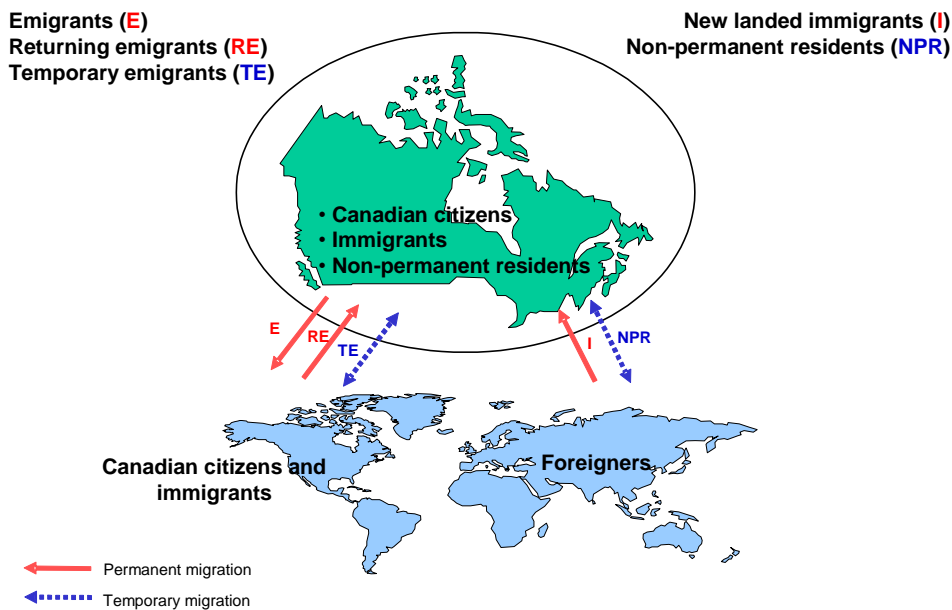 Emigrants (E)
Returning emigrants (RE)
Temporary emigrants (TE)
New landed immigrants (I)
Non-permanent residents (NPR)
• Canadian citizens
• Immigrants
• Non-permanent residents
E
RE
TE
I
NPR
Canadian citizens and
immigrants
Foreigners
Permanent migration
Temporary migration